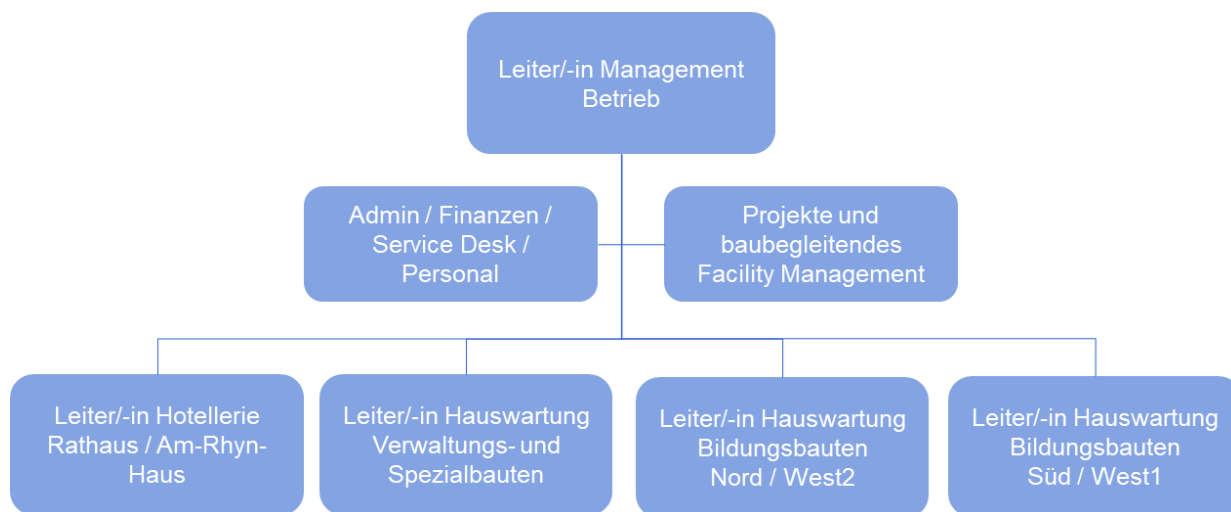 Leiter/-in Management
Betrieb
Admin / Finanzen /
Service Desk /
Personal
Projekte und
baubegleitendes
Facility Management
Leiter/-in Hotellerie
Rathaus / Am-Rhyn-
Haus
Leiter/-in Hauswartung
Verwaltungs- und
Spezialbauten
Leiter/-in Hauswartung
Bildungsbauten
Nord / West2
Leiter/-in Hauswartung
Bildungsbauten
Süd / West1